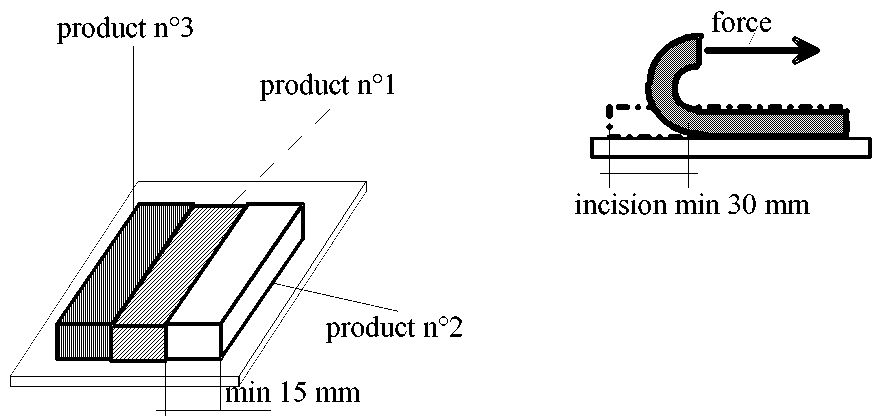 product n°3
product n°1
force
incision min 30 mm
product n°2
min 15 mm